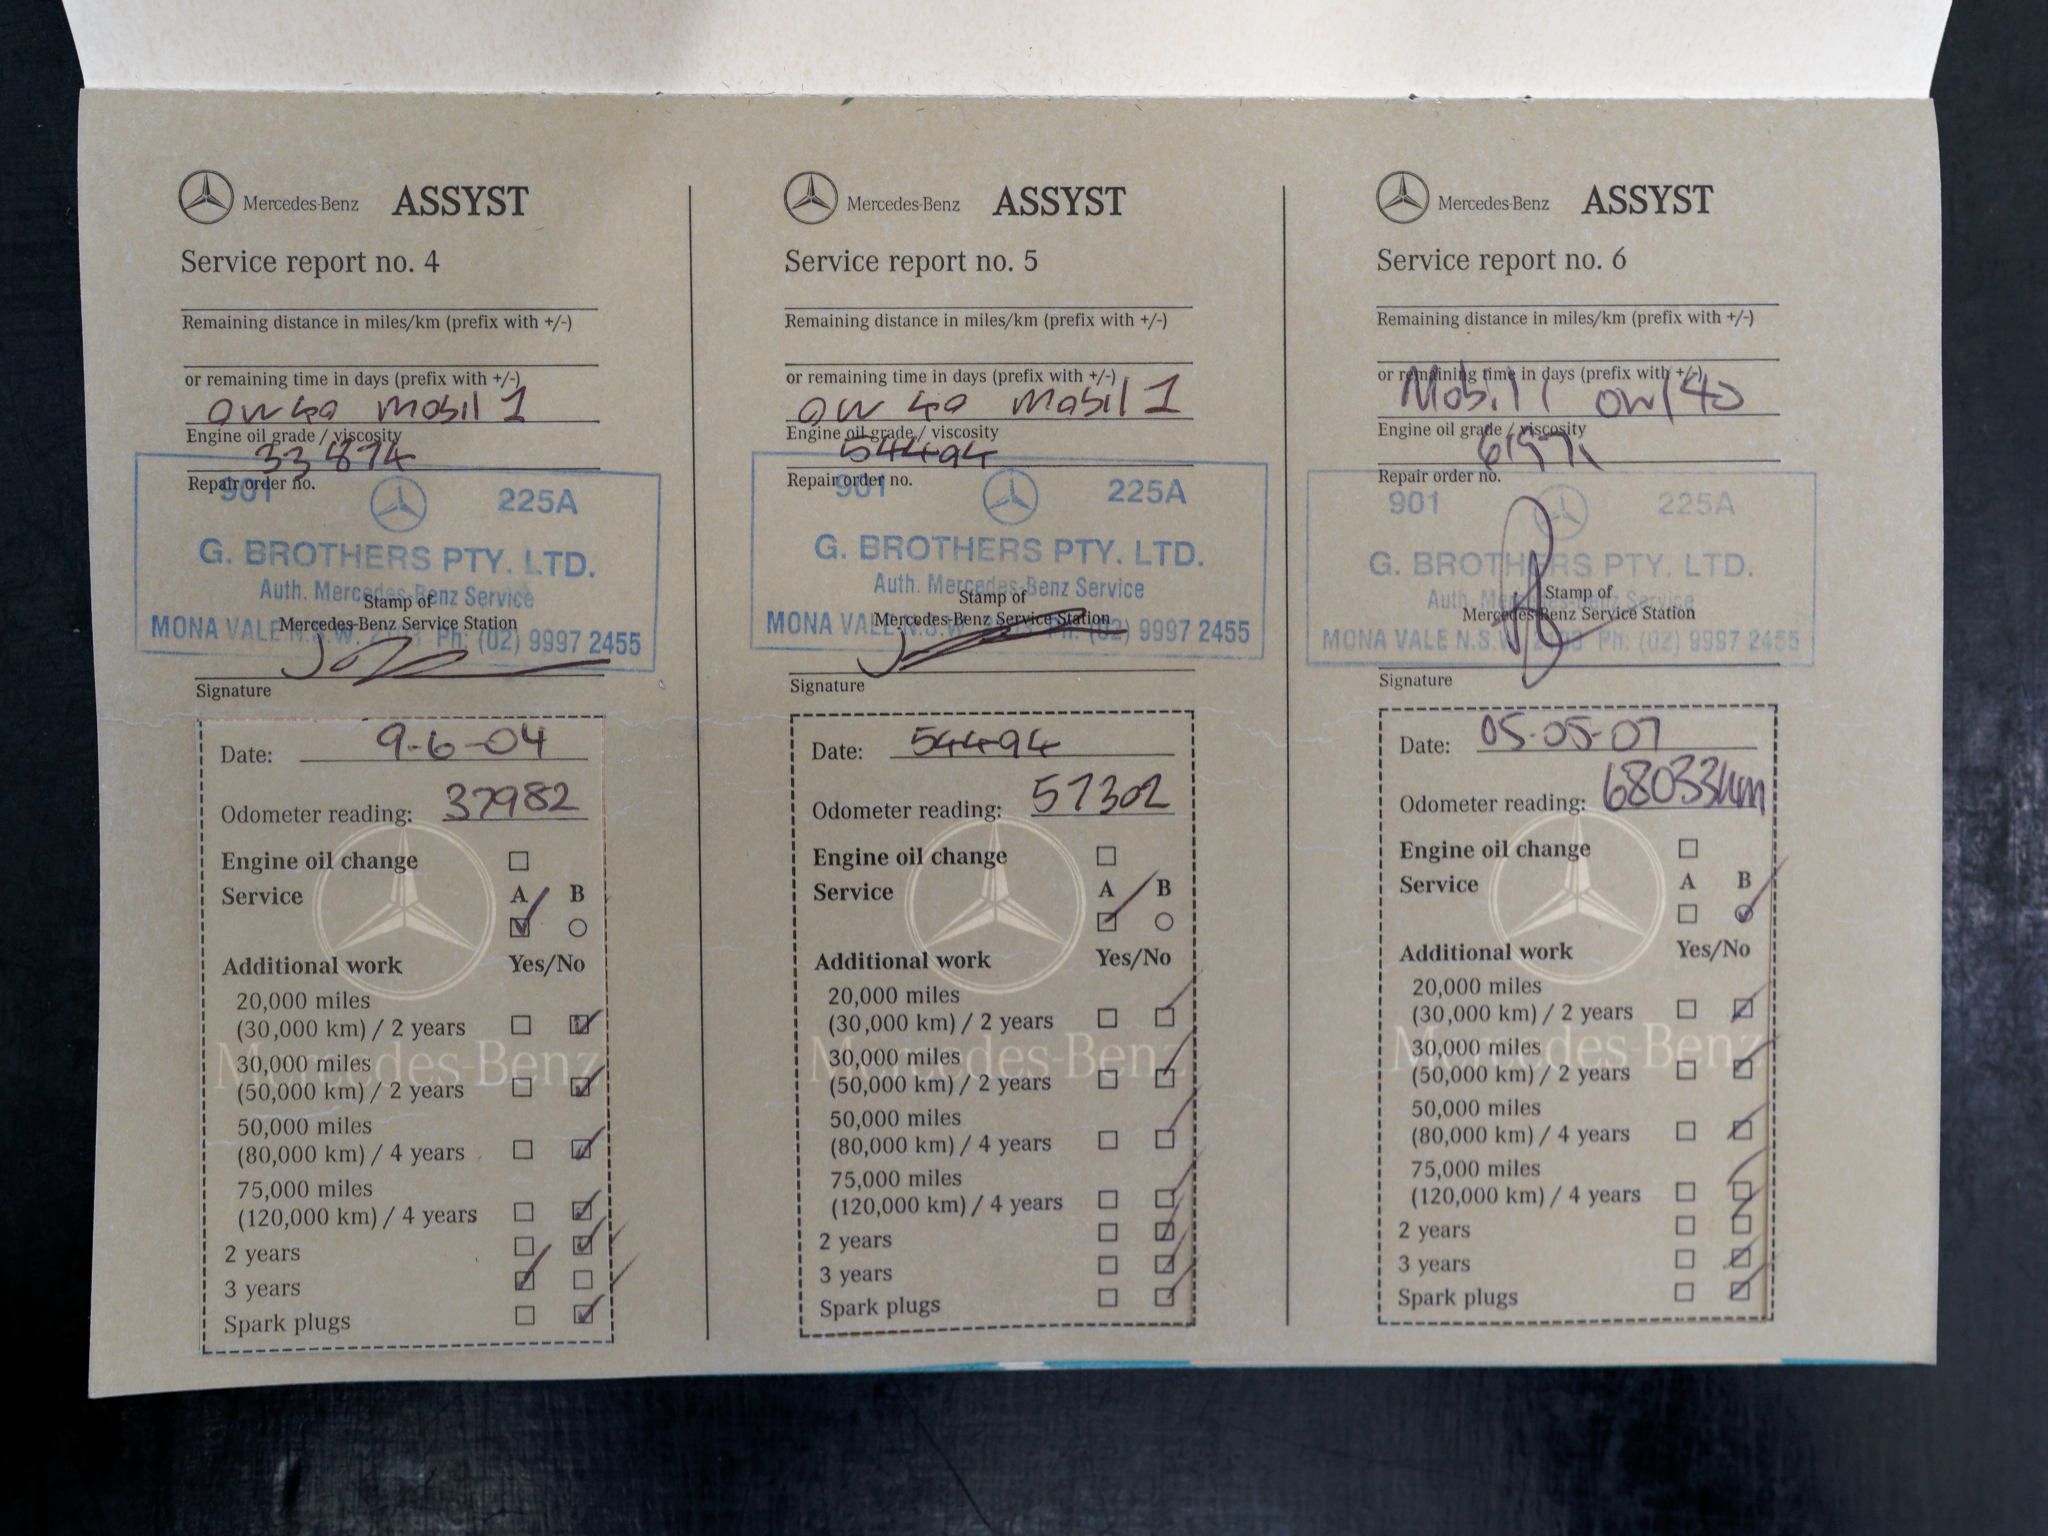 Mercedes-Benz ASSYST
Service report no. 4
Remaining distance in miles/km (prefix with +/-)
or remaining time in days (prefix with +/-)
0W40 Mobil 1
Engine oil grade / viscosity
33874
Repair order no.
901 225A
G. BROTHERS PTY. LTD.
Auth. Mercedes-Benz Service
Stamp of
Mercedes-Benz Service Station
MONA VALE N.S.W. Ph: (02) 9997 2455
Signature
Date: 9-6-04
Odometer reading: 37982
Engine oil change
Service A B
Additional work Yes/No
20,000 miles
(30,000 km) / 2 years
30,000 miles
(50,000 km) / 2 years
50,000 miles
(80,000 km) / 4 years
75,000 miles
(120,000 km) / 4 years
2 years
3 years
Spark plugs
Mercedes-Benz
Mercedes-Benz ASSYST
Service report no. 5
Remaining distance in miles/km (prefix with +/-)
or remaining time in days (prefix with +/-)
0W 40 Mobil 1
Engine oil grade / viscosity
54494
Repair order no.
901 225A
G. BROTHERS PTY. LTD.
Auth. Mercedes-Benz Service
Stamp of
Mercedes-Benz Service Station
MONA VALE N.S.W. Ph: (02) 9997 2455
Signature
Date: 54494
Odometer reading: 57302
Engine oil change
Service A B
Additional work Yes/No
20,000 miles
(30,000 km) / 2 years
30,000 miles
(50,000 km) / 2 years
50,000 miles
(80,000 km) / 4 years
75,000 miles
(120,000 km) / 4 years
2 years
3 years
Spark plugs
Mercedes-Benz
Mercedes-Benz ASSYST
Service report no. 6
Remaining distance in miles/km (prefix with +/-)
or remaining time in days (prefix with +/-)
Mobil 1 0W/40
Engine oil grade / viscosity
Repair order no.
901 225A
G. BROTHERS PTY. LTD.
Auth. Mercedes-Benz Service
Stamp of
Mercedes-Benz Service Station
MONA VALE N.S.W. 2103 Ph: (02) 9997 2455
Signature
Date: 05-05-07
Odometer reading: 68033km
Engine oil change
Service A B
Additional work Yes/No
20,000 miles
(30,000 km) / 2 years
30,000 miles
(50,000 km) / 2 years
50,000 miles
(80,000 km) / 4 years
75,000 miles
(120,000 km) / 4 years
2 years
3 years
Spark plugs
Mercedes-Benz